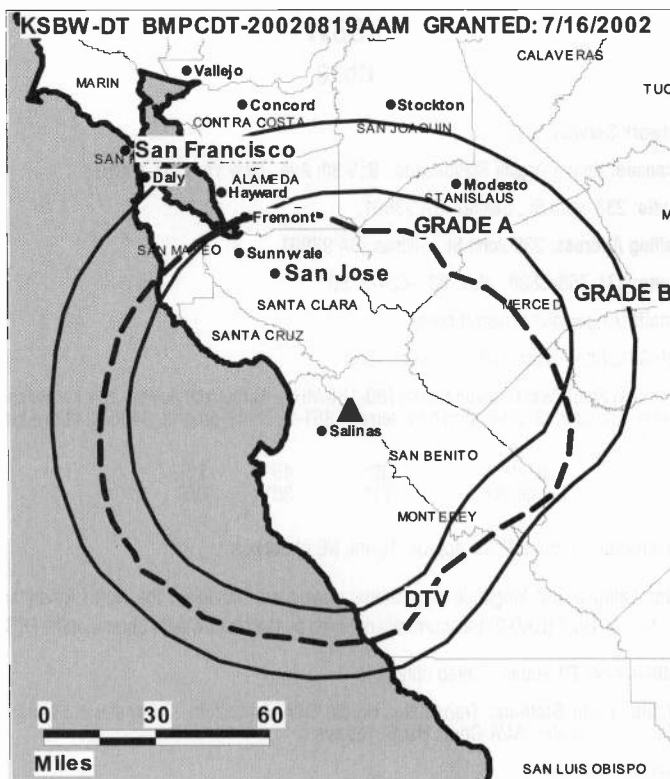 KSBW-DT BMPCDT-20020819AAM GRANTED: 7/16/2002
CALAVERAS
MARIN
Vallejo
Concord
Stockton
CONTRA COSTA
SAN JOAQUIN
San Francisco
Daly
ALAMEDA
Hayward
Modesto
STANISLAUS
Fremont
GRADE A
SAN MATEO
Sunnvale
San Jose
GRADE B
SANTA CLARA
MERCED
SANTA CRUZ
Salinas
SAN BENITO
MONTEREY
DTV
0 30 60
Miles
SAN LUIS OBISPO